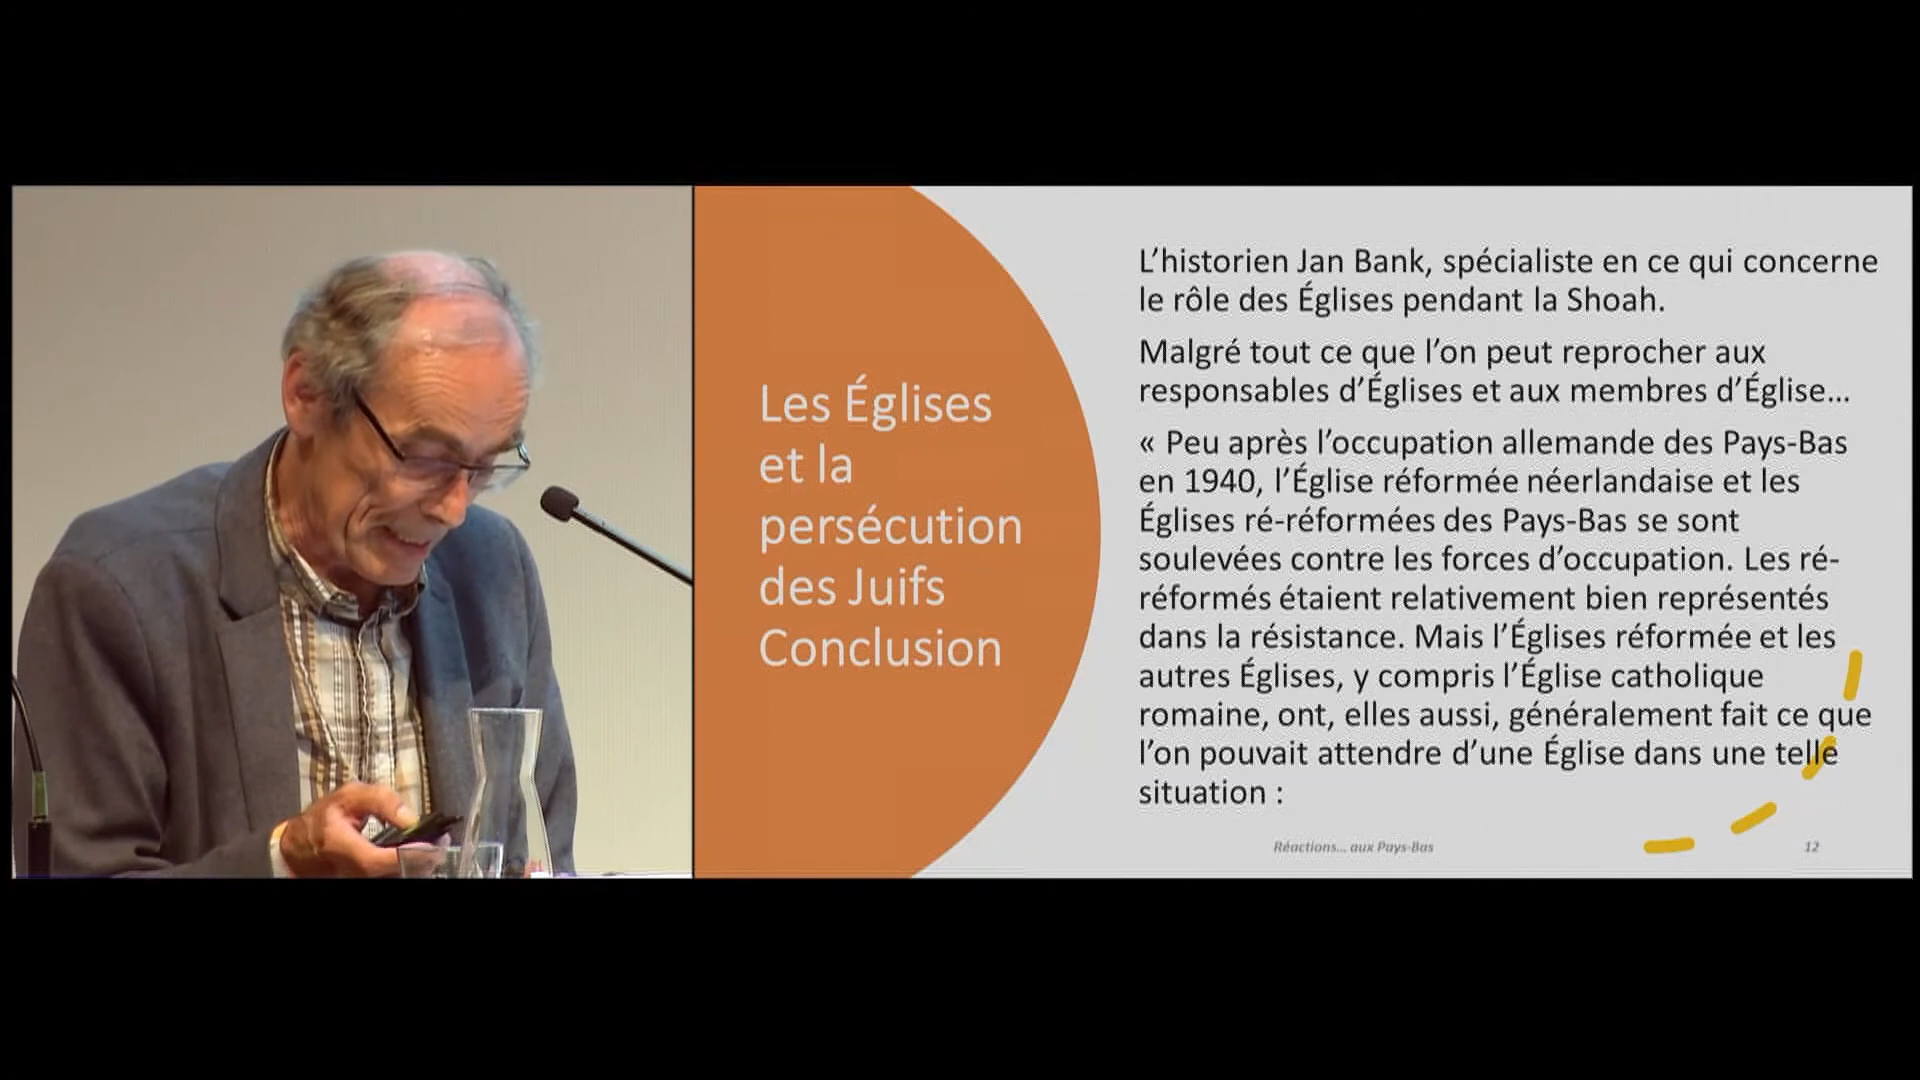 Les Églises
et la
persécution
des Juifs
Conclusion
L’historien Jan Bank, spécialiste en ce qui concerne
le rôle des Églises pendant la Shoah.
Malgré tout ce que l’on peut reprocher aux
responsables d’Églises et aux membres d’Église...
« Peu après l’occupation allemande des Pays-Bas
en 1940, l’Église réformée néerlandaise et les
Églises ré-réformées des Pays-Bas se sont
soulevées contre les forces d’occupation. Les ré-
réformés étaient relativement bien représentés
dans la résistance. Mais l’Églises réformée et les
autres Églises, y compris l’Église catholique
romaine, ont, elles aussi, généralement fait ce que
l’on pouvait attendre d’une Église dans une telle
situation :
Réactions... aux Pays-Bas
12